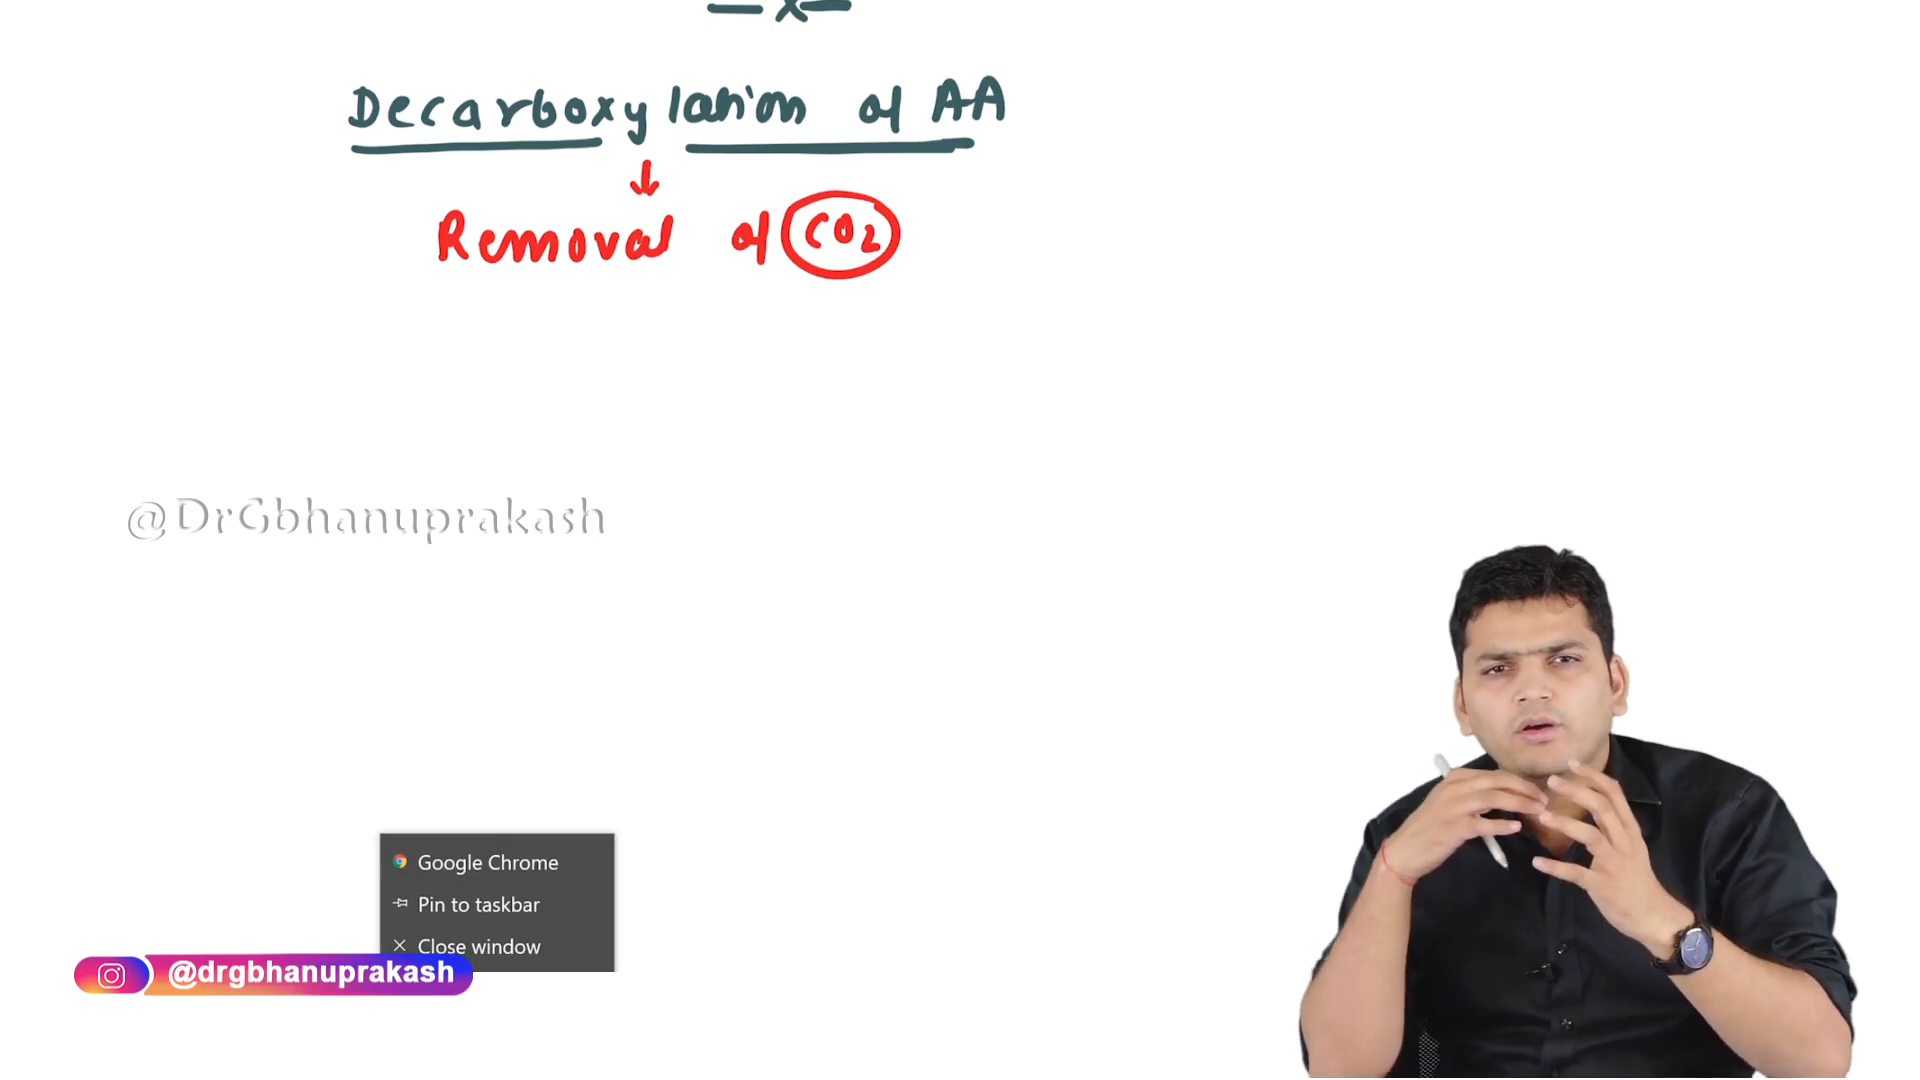 Decarboxylation of AA
↓
Removal of CO2
@DrGbhanuprakash
Google Chrome
Pin to taskbar
Close window
@drgbhanuprakash